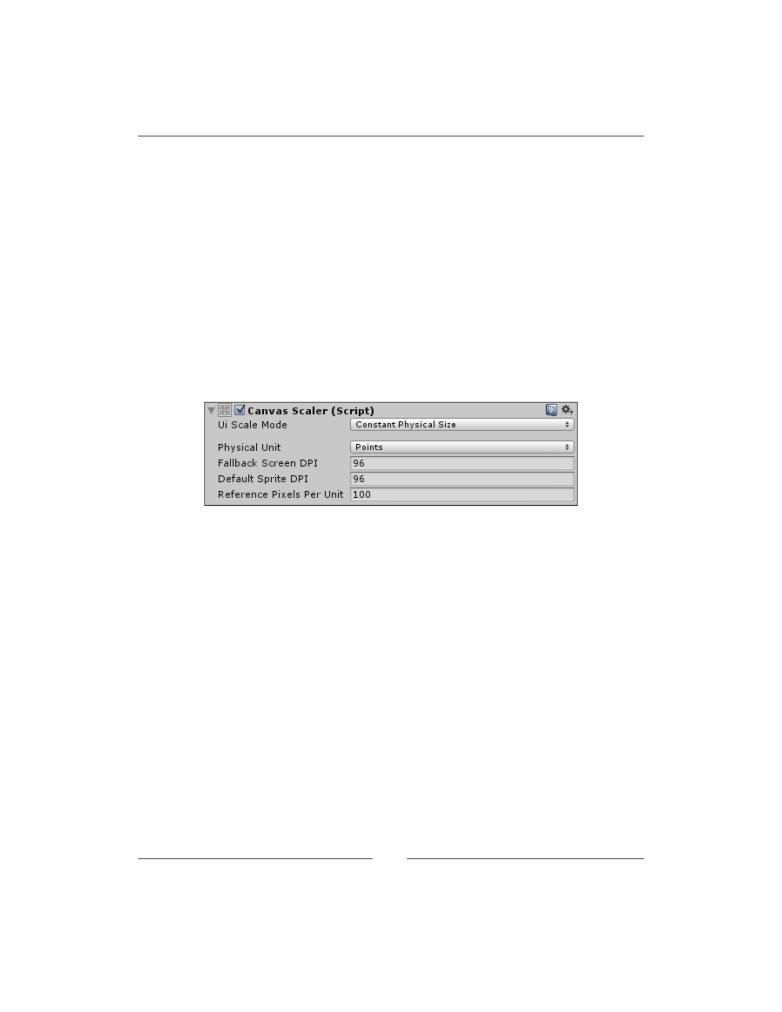 Canvas Scaler (Script)
Ui Scale Mode Constant Physical Size
Physical Unit Points
Fallback Screen DPI 96
Default Sprite DPI 96
Reference Pixels Per Unit 100